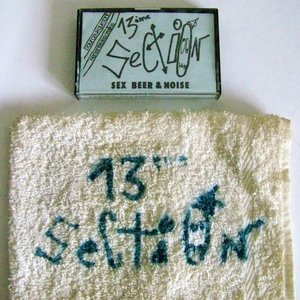 13ème
Section
SEX BEER & NOISE
13ème
Section